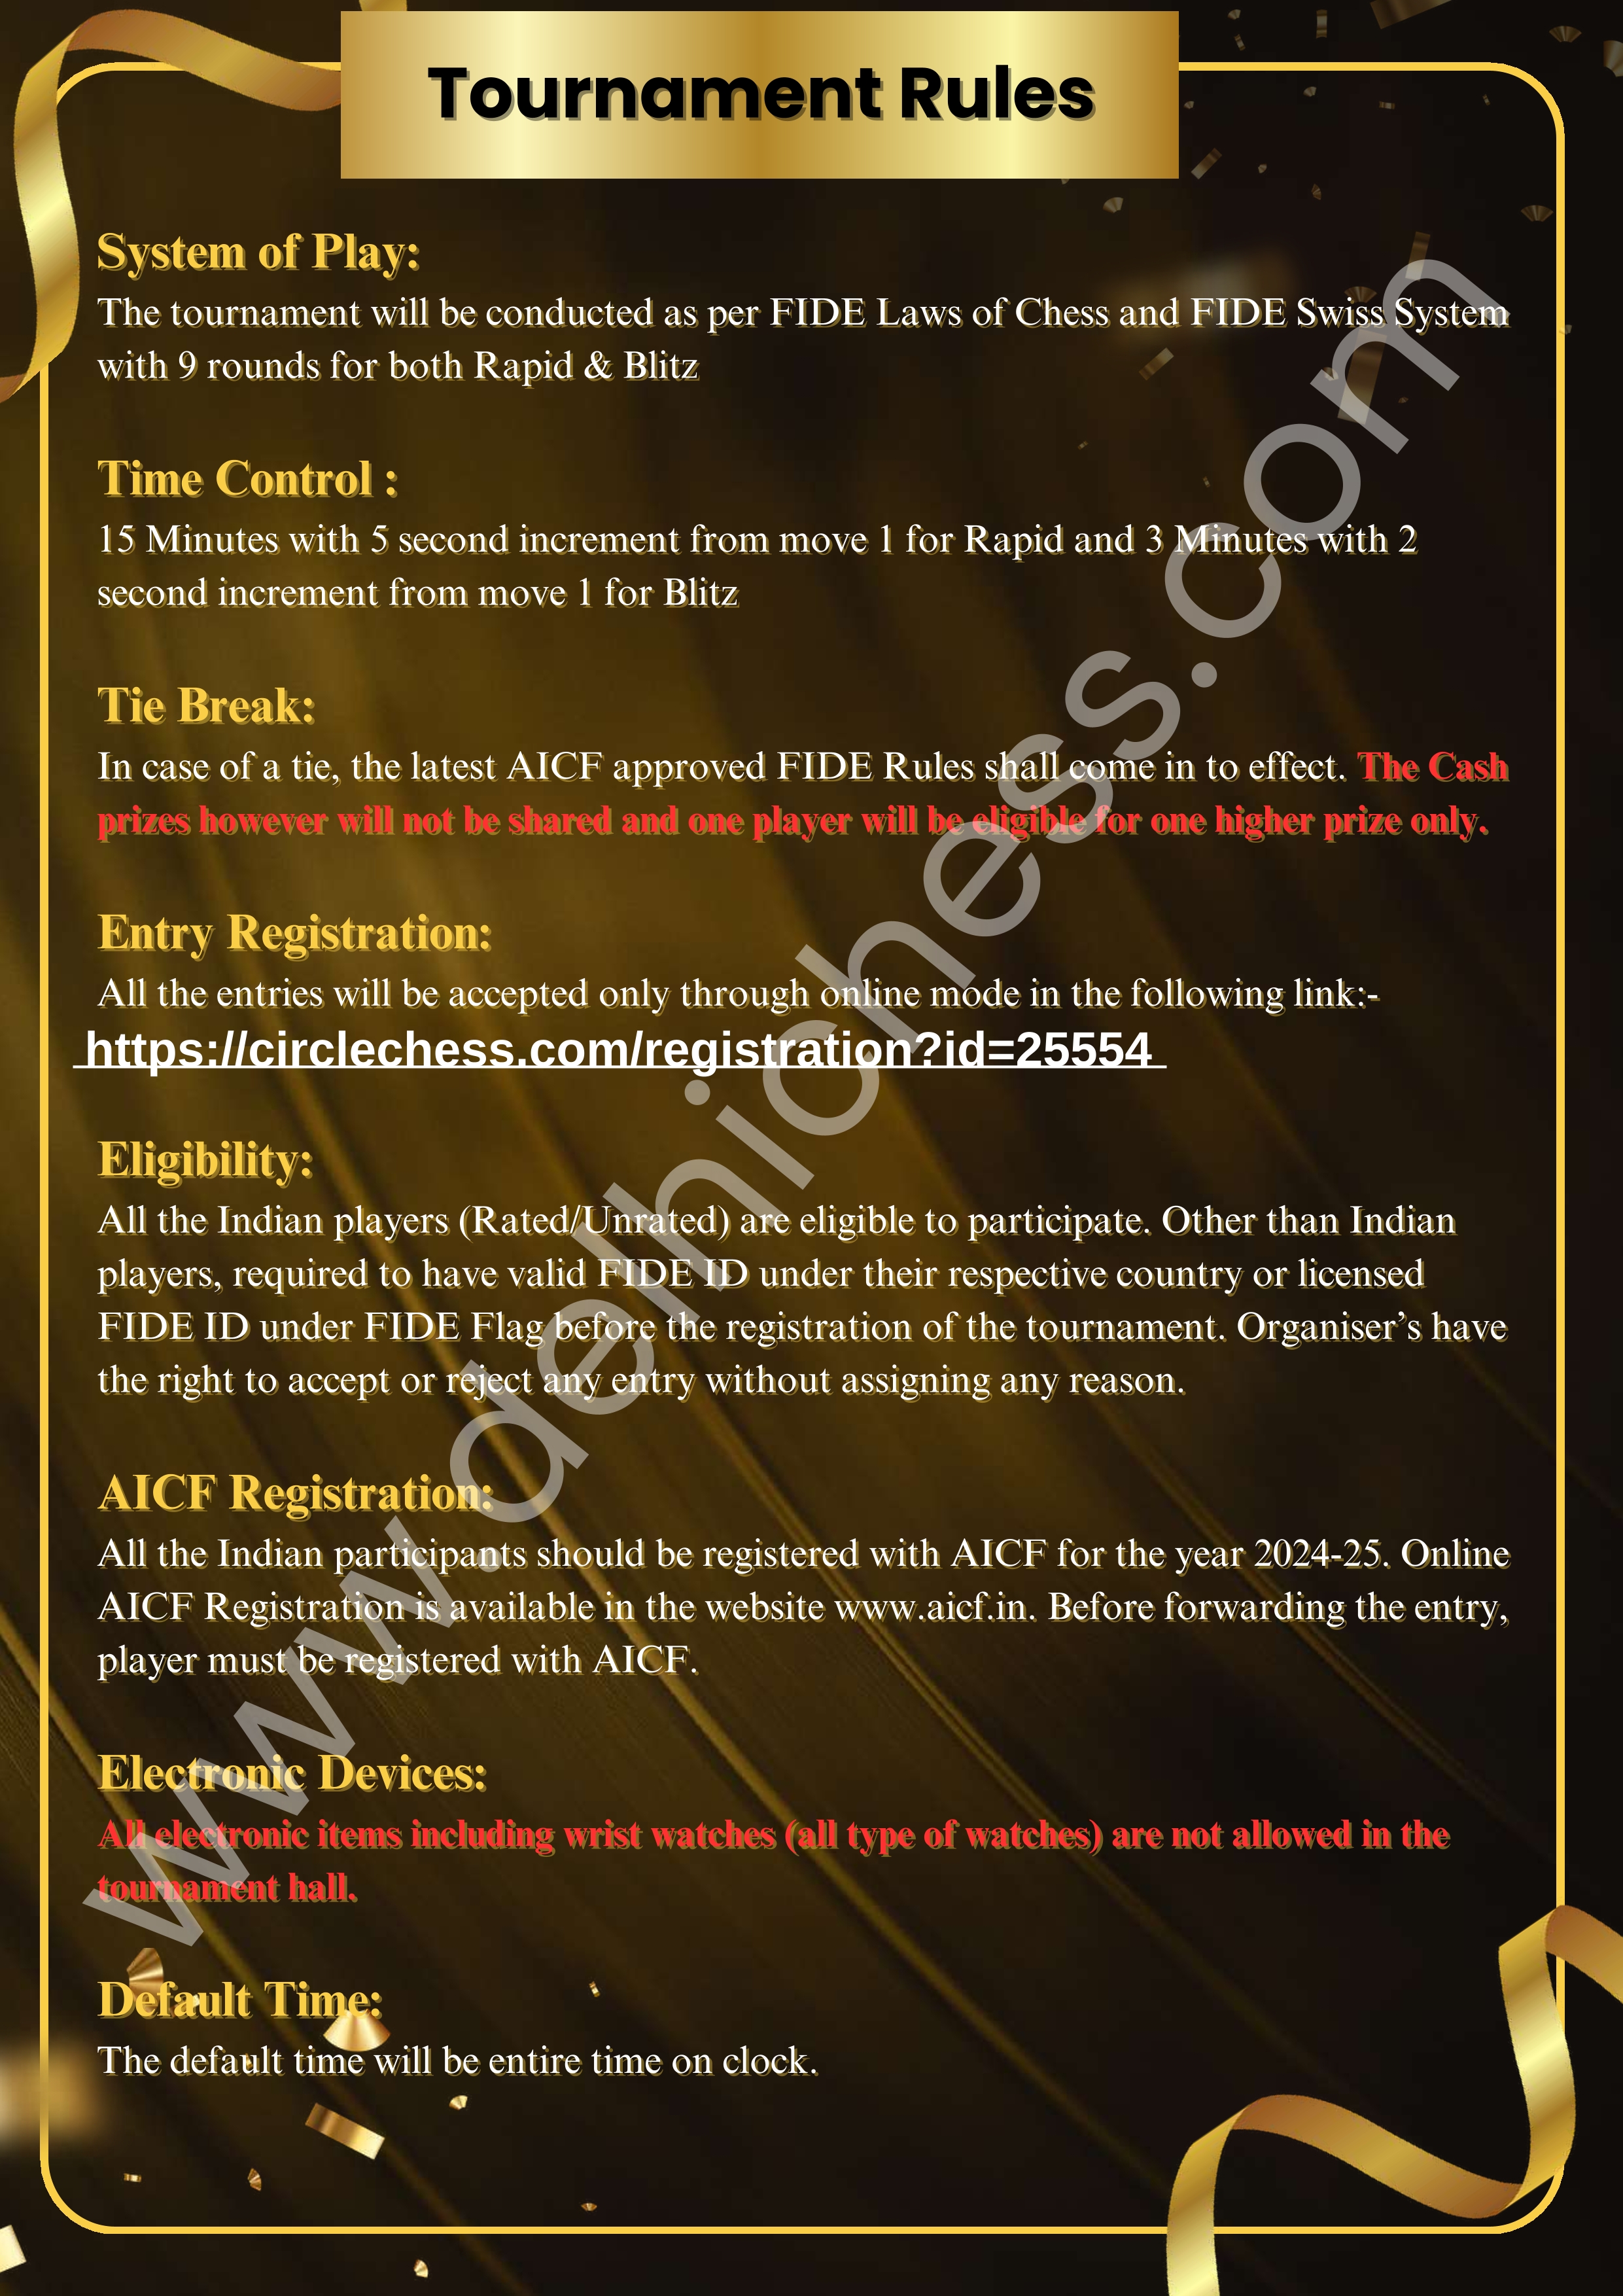 Tournament Rules
System of Play:
The tournament will be conducted as per FIDE Laws of Chess and FIDE Swiss System
with 9 rounds for both Rapid & Blitz
Time Control :
15 Minutes with 5 second increment from move 1 for Rapid and 3 Minutes with 2
second increment from move 1 for Blitz
Tie Break:
In case of a tie, the latest AICF approved FIDE Rules shall come in to effect. The Cash
prizes however will not be shared and one player will be eligible for one higher prize only.
Entry Registration:
All the entries will be accepted only through online mode in the following link:-
https://circlechess.com/registration?id=25554
Eligibility:
All the Indian players (Rated/Unrated) are eligible to participate. Other than Indian
players, required to have valid FIDE ID under their respective country or licensed
FIDE ID under FIDE Flag before the registration of the tournament. Organiser’s have
the right to accept or reject any entry without assigning any reason.
AICF Registration:
All the Indian participants should be registered with AICF for the year 2024-25. Online
AICF Registration is available in the website www.aicf.in. Before forwarding the entry,
player must be registered with AICF.
Electronic Devices:
All electronic items including wrist watches (all type of watches) are not allowed in the
tournament hall.
Default Time:
The default time will be entire time on clock.
www.delhichess.com